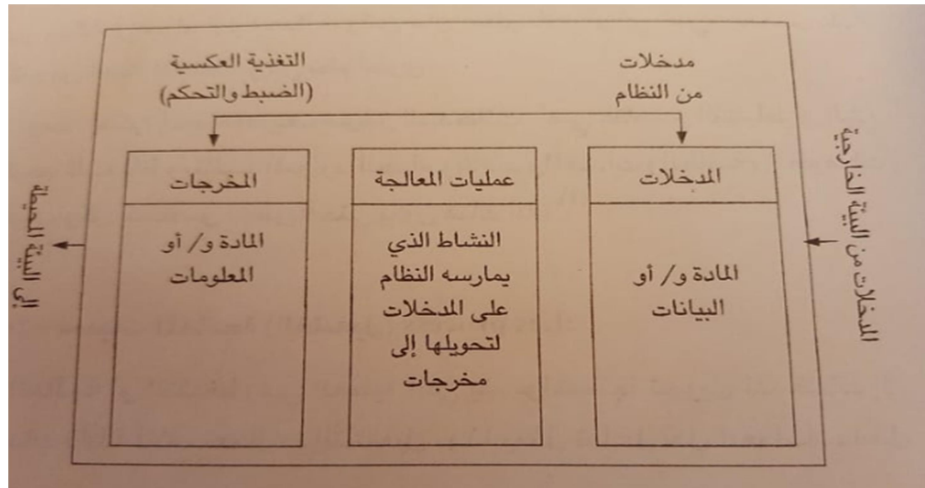 مدخلات
من النظام
التغذية العكسية
(الضبط والتحكم)
المدخلات من البيئة الخارجية
المدخلات
المادة و/ أو
البيانات
عمليات المعالجة
النشاط الذي
يمارسه النظام
على المدخلات
لتحويلها إلى
مخرجات
المخرجات
المادة و/ أو
المعلومات
إلى البيئة المحيطة